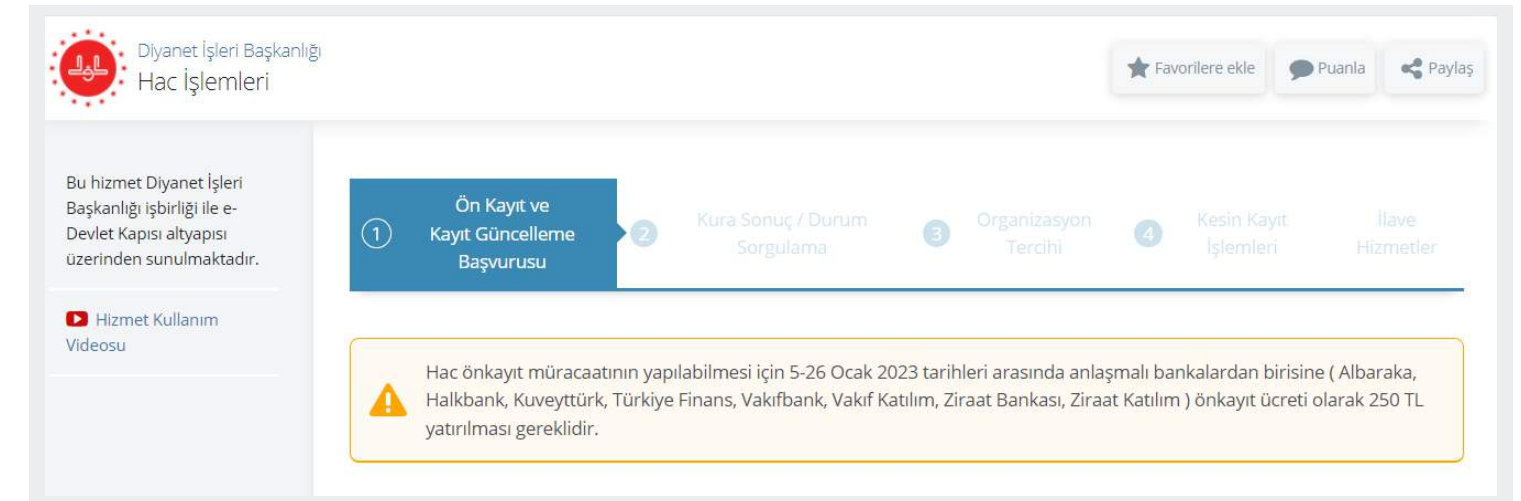 Diyanet İşleri Başkanlığı
Hac İşlemleri
Favorilere ekle
Puanla
Paylaş
Bu hizmet Diyanet İşleri
Başkanlığı işbirliği ile e-
Devlet Kapısı altyapısı
üzerinden sunulmaktadır.
Hizmet Kullanım
Videosu
1
Ön Kayıt ve
Kayıt Güncelleme
Başvurusu
2
Kura Sonuç / Durum
Sorgulama
3
Organizasyon
Tercihi
4
Kesin Kayıt
İşlemleri
İlave
Hizmetler
Hac önkayıt müracaatının yapılabilmesi için 5-26 Ocak 2023 tarihleri arasında anlaşmalı bankalardan birisine ( Albaraka,
Halkbank, Kuveyttürk, Türkiye Finans, Vakıfbank, Vakıf Katılım, Ziraat Bankası, Ziraat Katılım ) önkayıt ücreti olarak 250 TL
yatırılması gereklidir.